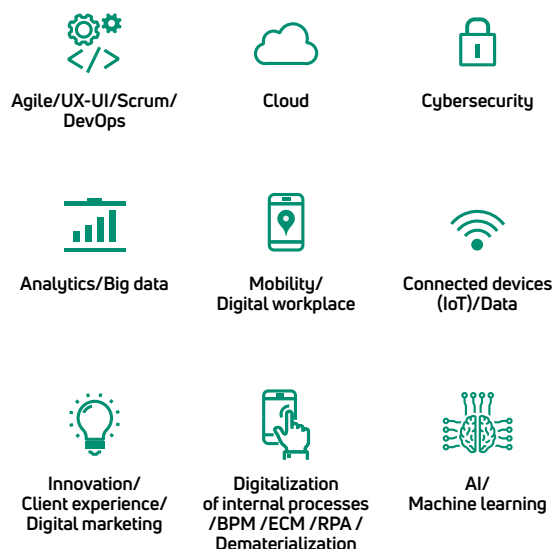 </>
Agile/UX-UI/Scrum/
DevOps
Cloud
Cybersecurity
Analytics/Big data
Mobility/
Digital workplace
Connected devices
(IoT)/Data
Innovation/
Client experience/
Digital marketing
Digitalization
of internal processes
/BPM /ECM /RPA /
Dematerialization
AI/
Machine learning